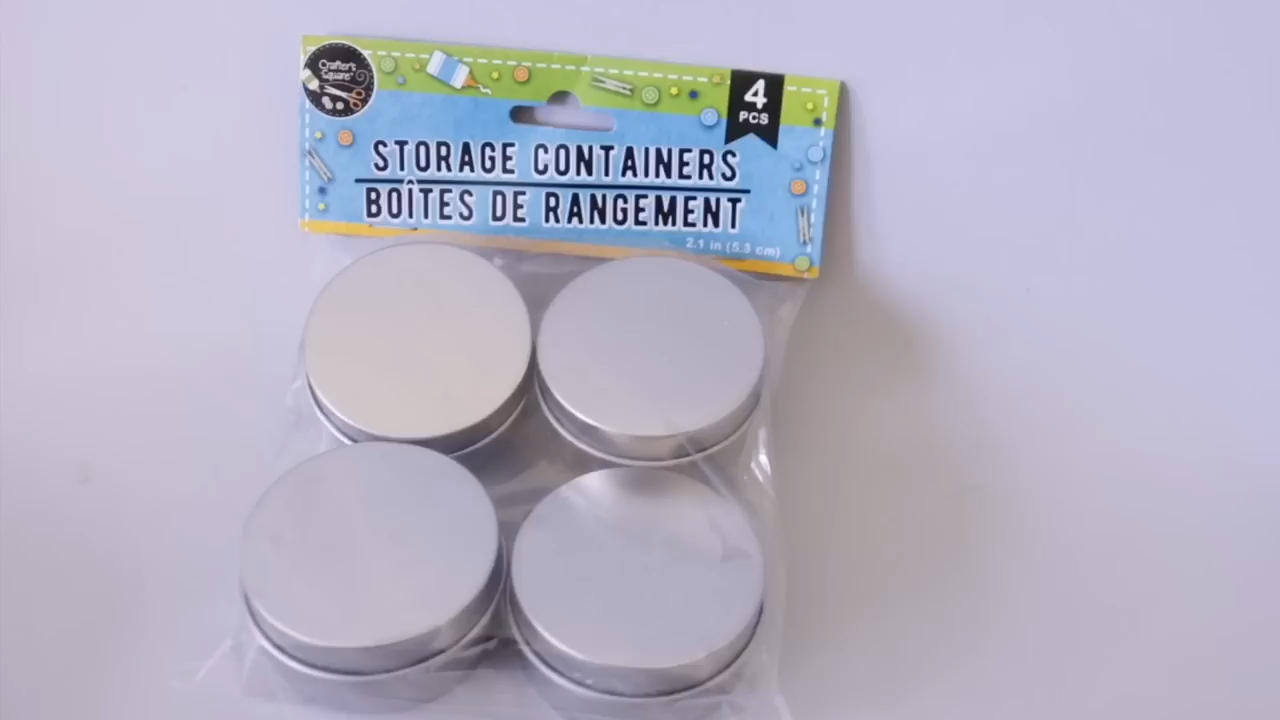 Crafter's
Square
4
PCS
STORAGE CONTAINERS
BOÎTES DE RANGEMENT
2.1 in (5.3 cm)